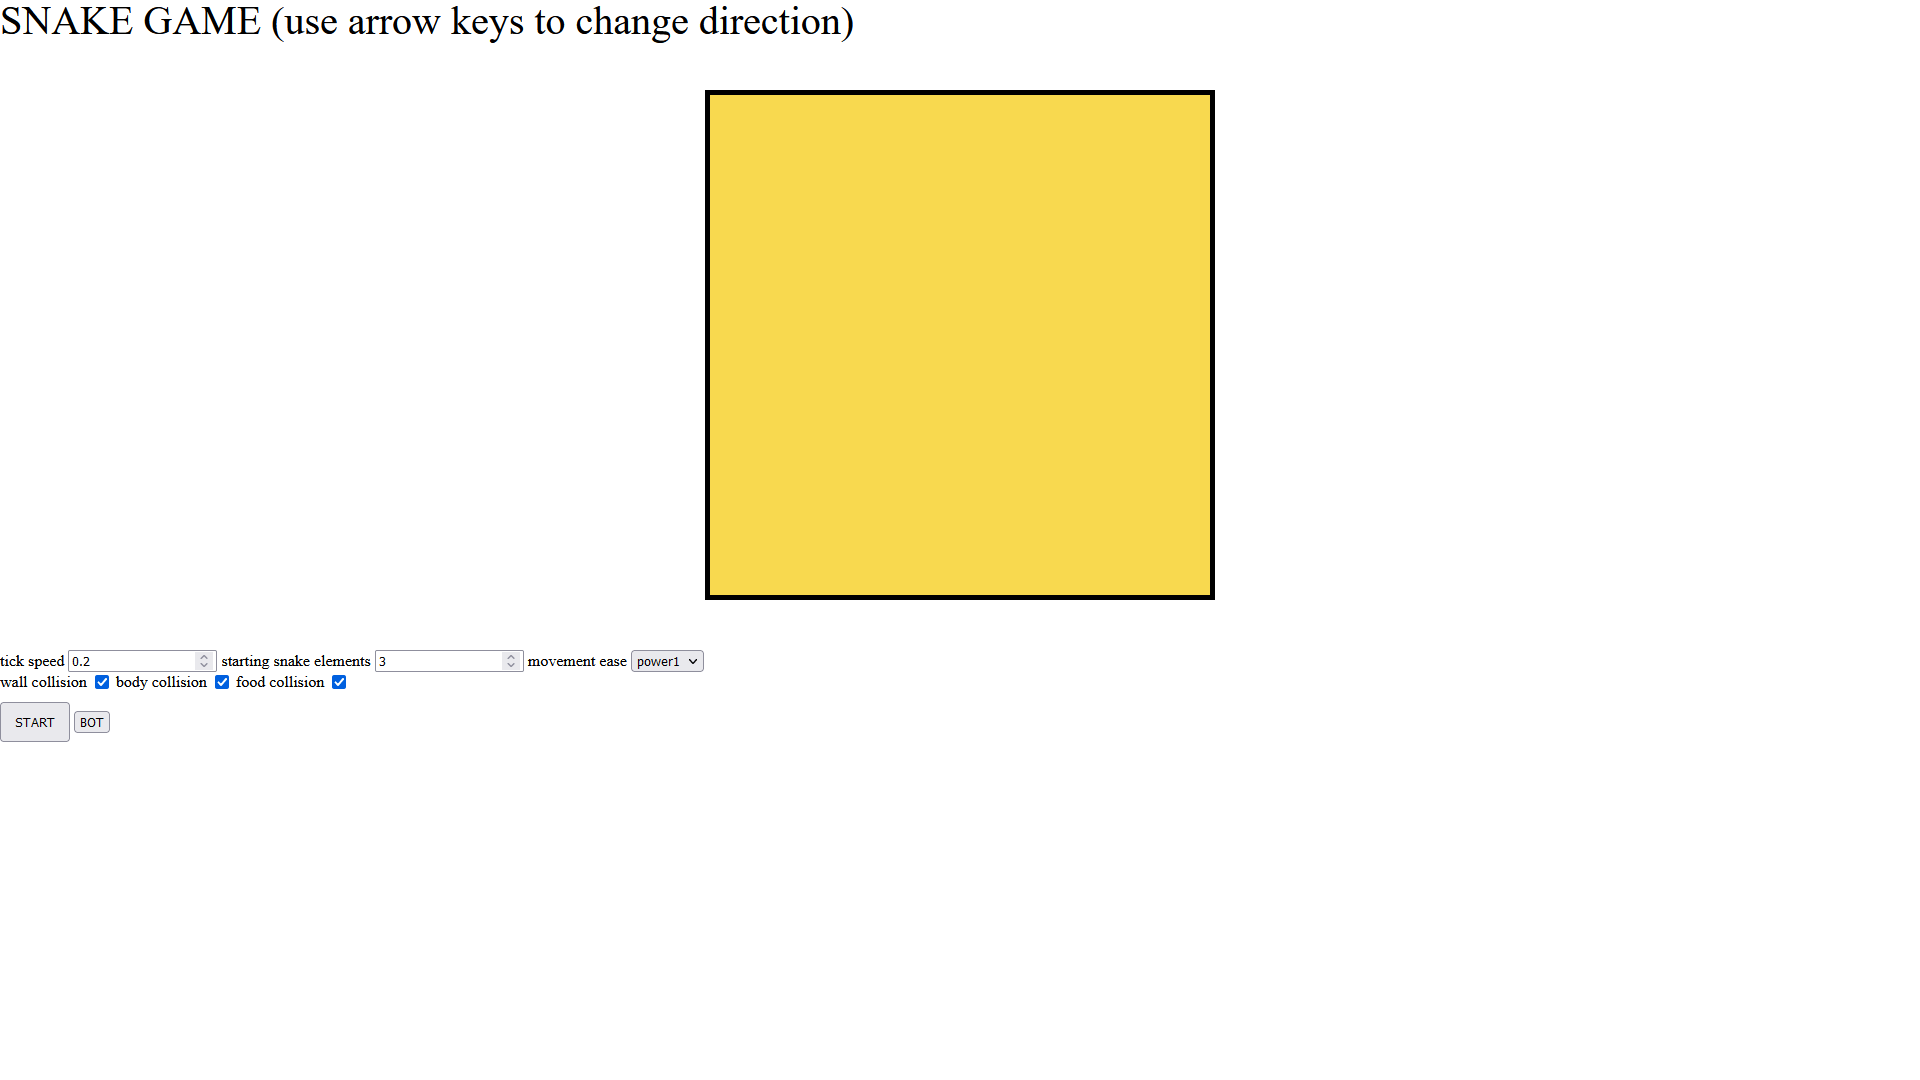 SNAKE GAME (use arrow keys to change direction)
tick speed 0.2 starting snake elements 3 movement ease power1
wall collision body collision food collision
START BOT